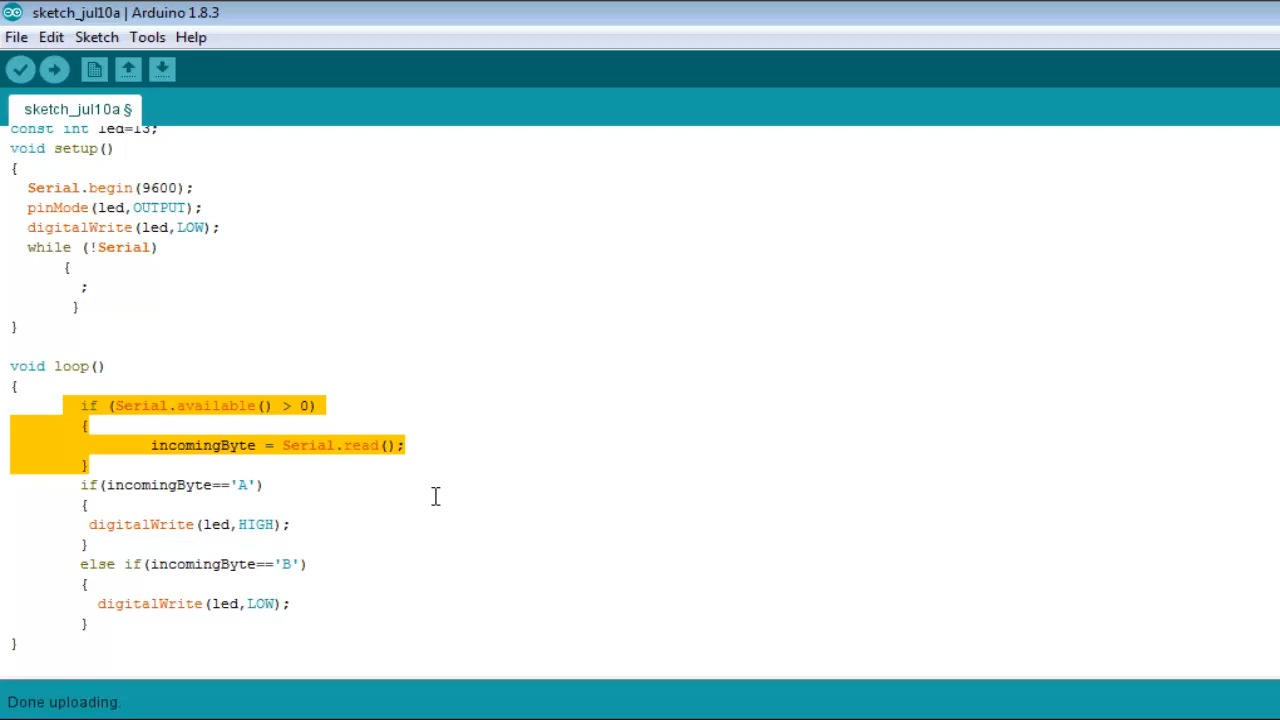 sketch_jul10a | Arduino 1.8.3
File Edit Sketch Tools Help
sketch_jul10a §
const int led=13;
void setup()
{
  Serial.begin(9600);
  pinMode(led,OUTPUT);
  digitalWrite(led,LOW);
  while (!Serial)
      {
        ;
       }
}
void loop()
{
        if (Serial.available() > 0)
        {
                incomingByte = Serial.read();
        }
        if(incomingByte=='A')
        {
         digitalWrite(led,HIGH);
        }
        else if(incomingByte=='B')
        {
          digitalWrite(led,LOW);
        }
}
Done uploading.